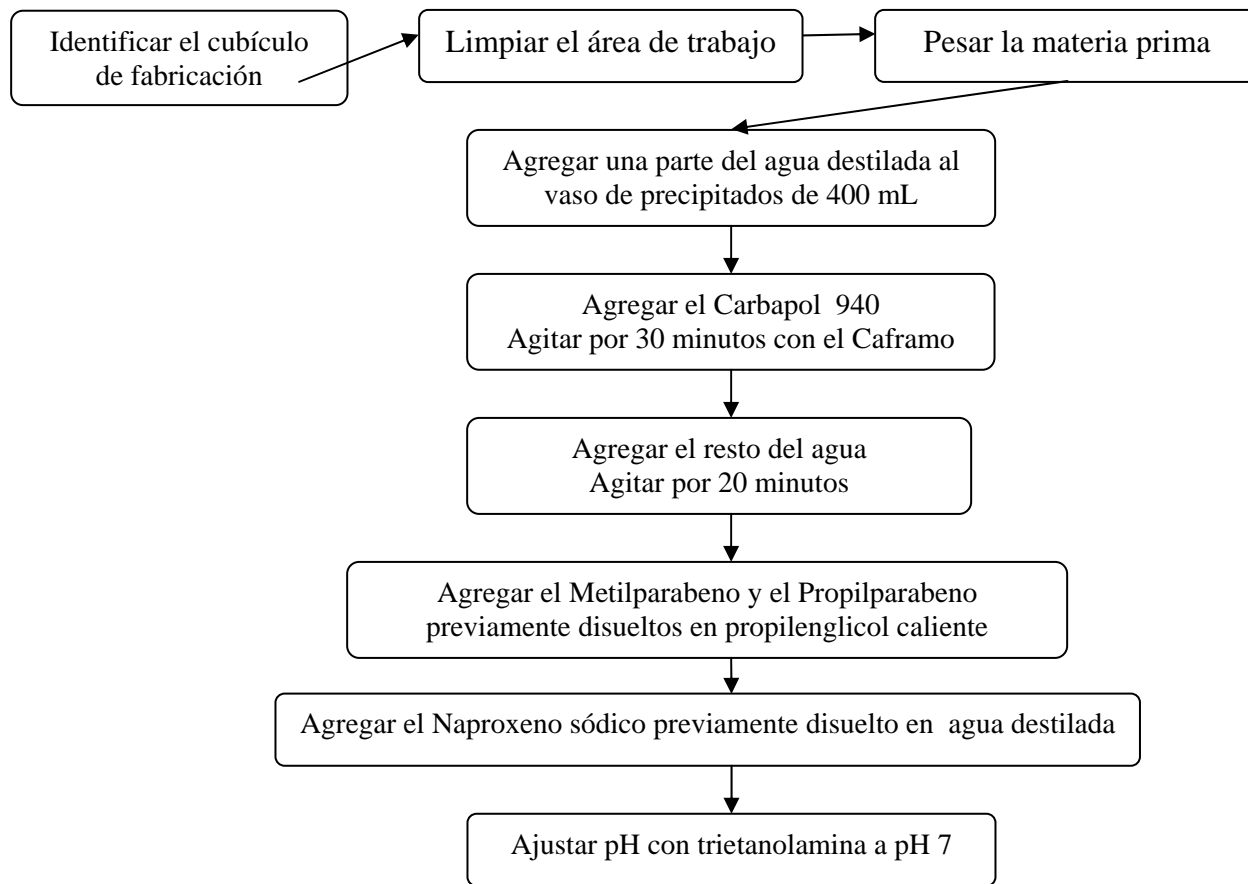 Identificar el cubículo
de fabricación
Limpiar el área de trabajo
Pesar la materia prima
Agregar una parte del agua destilada al
vaso de precipitados de 400 mL
Agregar el Carbapol 940
Agitar por 30 minutos con el Caframo
Agregar el resto del agua
Agitar por 20 minutos
Agregar el Metilparabeno y el Propilparabeno
previamente disueltos en propilenglicol caliente
Agregar el Naproxeno sódico previamente disuelto en agua destilada
Ajustar pH con trietanolamina a pH 7